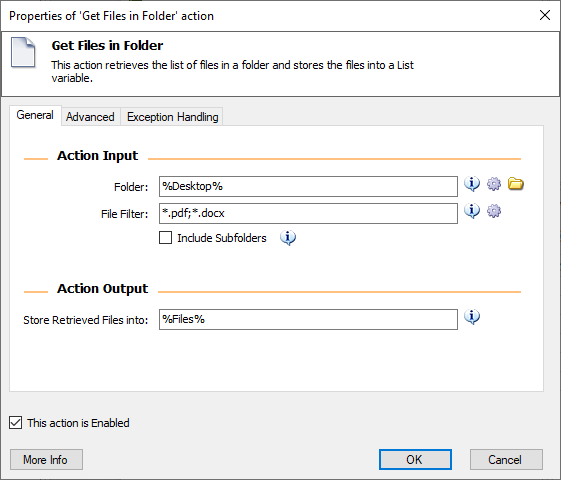 Properties of 'Get Files in Folder' action
Get Files in Folder
This action retrieves the list of files in a folder and stores the files into a List
variable.
General Advanced Exception Handling
Action Input
Folder: %Desktop%
File Filter: *.pdf;*.docx
Include Subfolders
Action Output
Store Retrieved Files into: %Files%
This action is Enabled
More Info OK Cancel